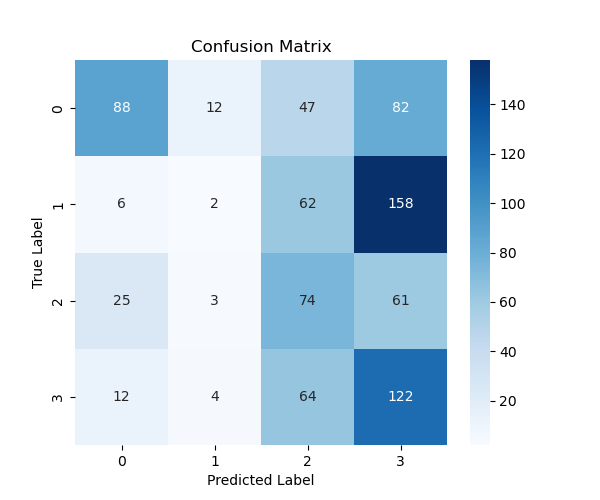 Confusion Matrix
0 88 12 47 82
1 6 2 62 158
2 25 3 74 61
3 12 4 64 122
0 1 2 3
Predicted Label
True Label
140
120
100
80
60
40
20